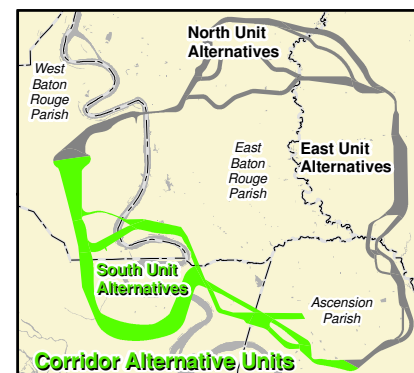 North Unit
Alternatives
West
Baton
Rouge
Parish
East
Baton
Rouge
Parish
East Unit
Alternatives
South Unit
Alternatives
Ascension
Parish
Corridor Alternative Units